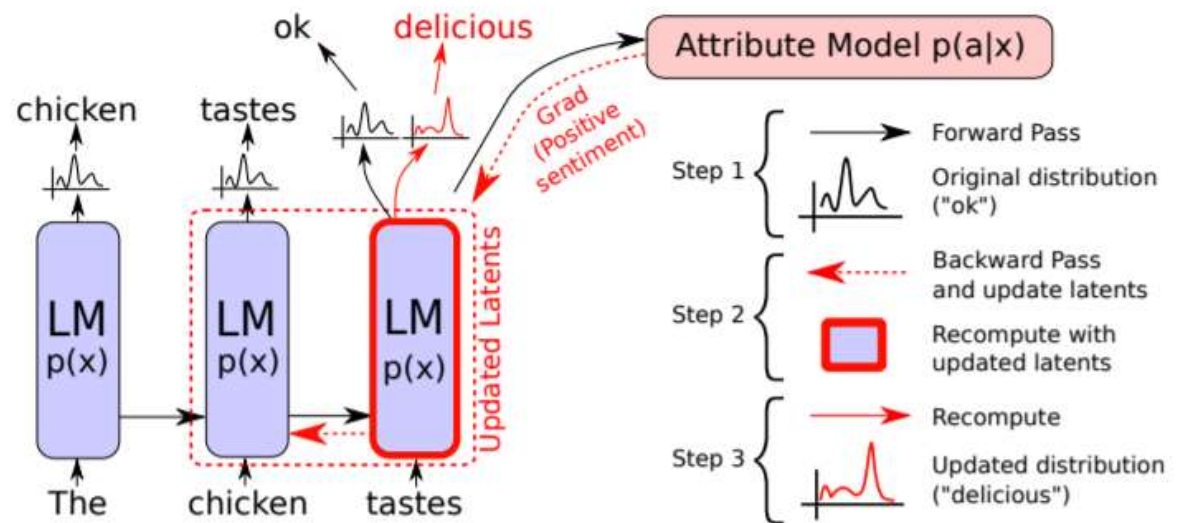 ok
delicious
Attribute Model p(a|x)
chicken
tastes
Grad
(Positive
sentiment)
LM
p(x)
LM
p(x)
LM
p(x)
Updated Latents
The
chicken
tastes
Step 1
Forward Pass
Original distribution
("ok")
Step 2
Backward Pass
and update latents
Recompute with
updated latents
Step 3
Recompute
Updated distribution
("delicious")